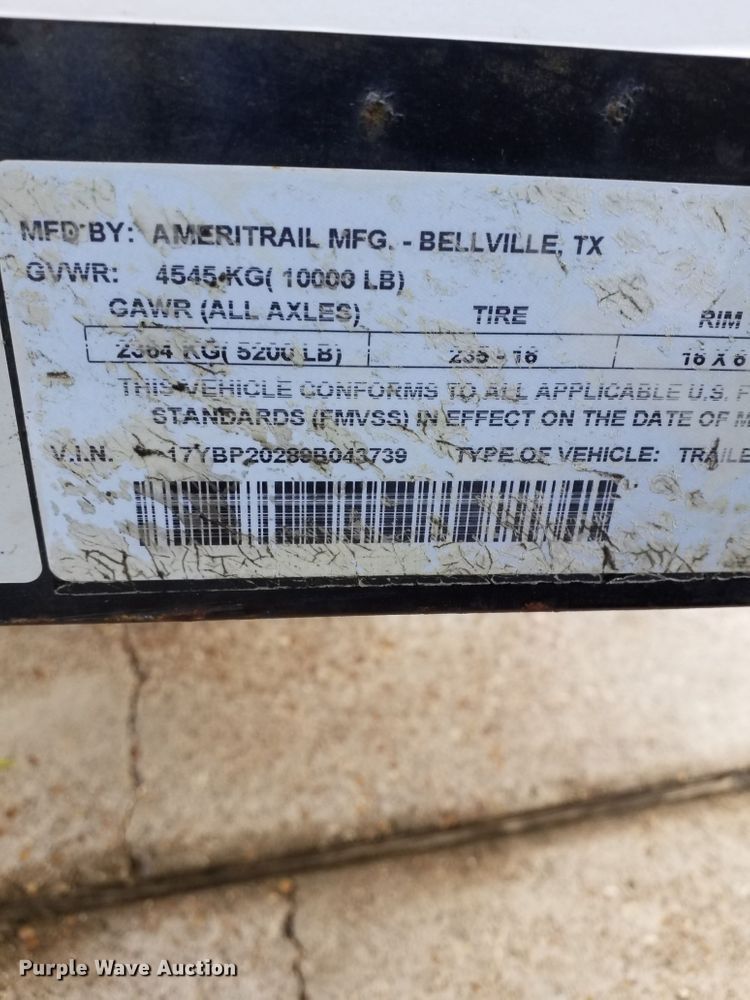 MFD BY: AMERITRAIL MFG. - BELLVILLE, TX
GVWR: 4545 KG( 10000 LB)
GAWR (ALL AXLES) TIRE RIM
2364 KG( 5200 LB) 235 - 16 16 X 6
THIS VEHICLE CONFORMS TO ALL APPLICABLE U.S. F
STANDARDS (FMVSS) IN EFFECT ON THE DATE OF M
V.I.N. 17YBP20289B043739 TYPE OF VEHICLE: TRAILE
Purple Wave Auction